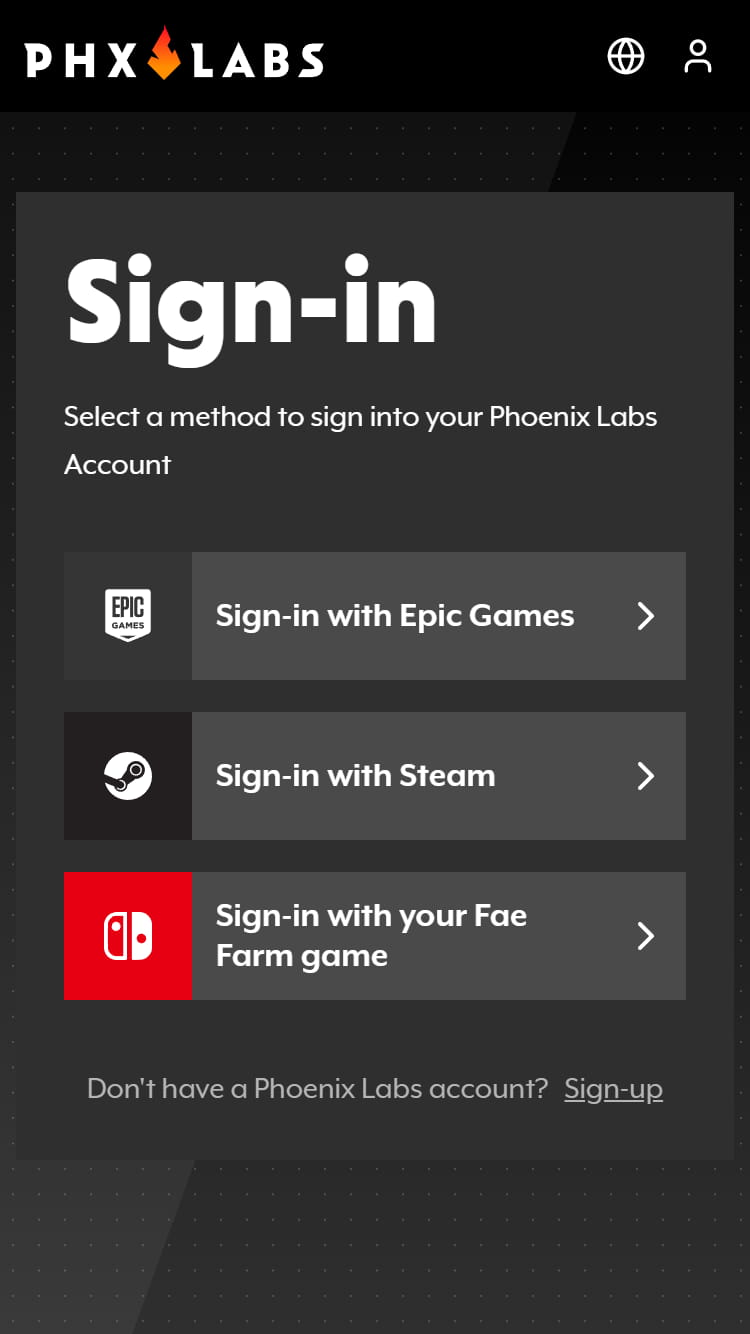 PHX LABS
Sign-in
Select a method to sign into your Phoenix Labs
Account
EPIC
GAMES
Sign-in with Epic Games
Sign-in with Steam
Sign-in with your Fae
Farm game
Don't have a Phoenix Labs account? Sign-up